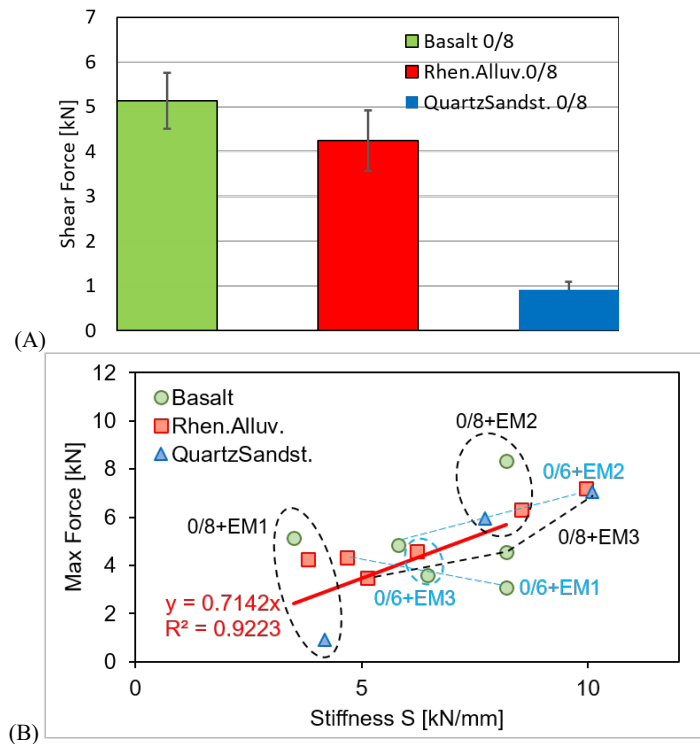 7
6
5
4
3
2
1
0
Shear Force [kN]
Basalt 0/8
Rhen.Alluv.0/8
QuartzSandst. 0/8
(A)
12
10
8
6
4
2
0
Max Force [kN]
Basalt
Rhen.Alluv.
QuartzSandst.
0/8+EM2
0/6+EM2
0/8+EM1
0/8+EM3
0/6+EM3
0/6+EM1
y = 0.7142x
R² = 0.9223
0 5 10
Stiffness S [kN/mm]
(B)